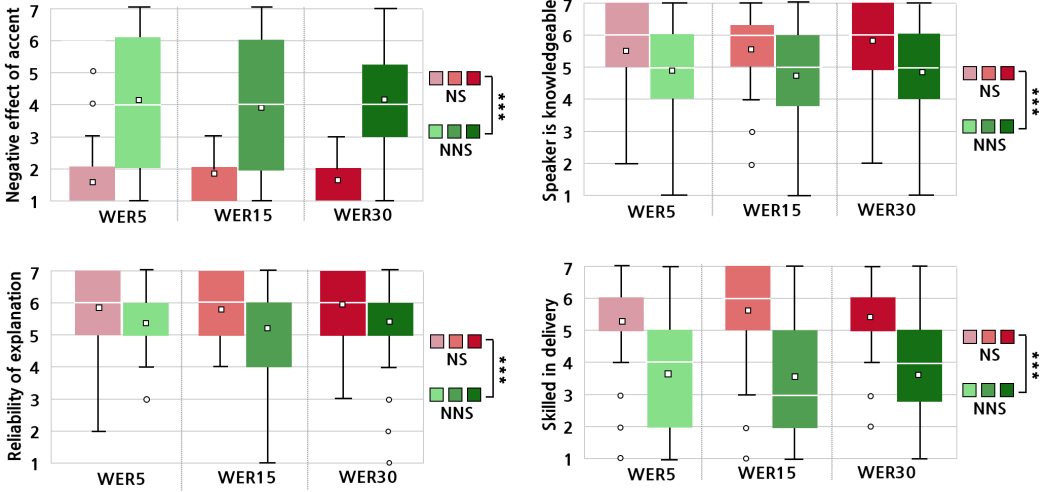 Negative effect of accent
7
6
5
4
3
2
1
WER5 WER15 WER30
NS
NNS
***
Speaker is knowledgeable
7
6
5
4
3
2
1
WER5 WER15 WER30
NS
NNS
***
Reliability of explanation
7
6
5
4
3
2
1
WER5 WER15 WER30
NS
NNS
***
Skilled in delivery
7
6
5
4
3
2
1
WER5 WER15 WER30
NS
NNS
***